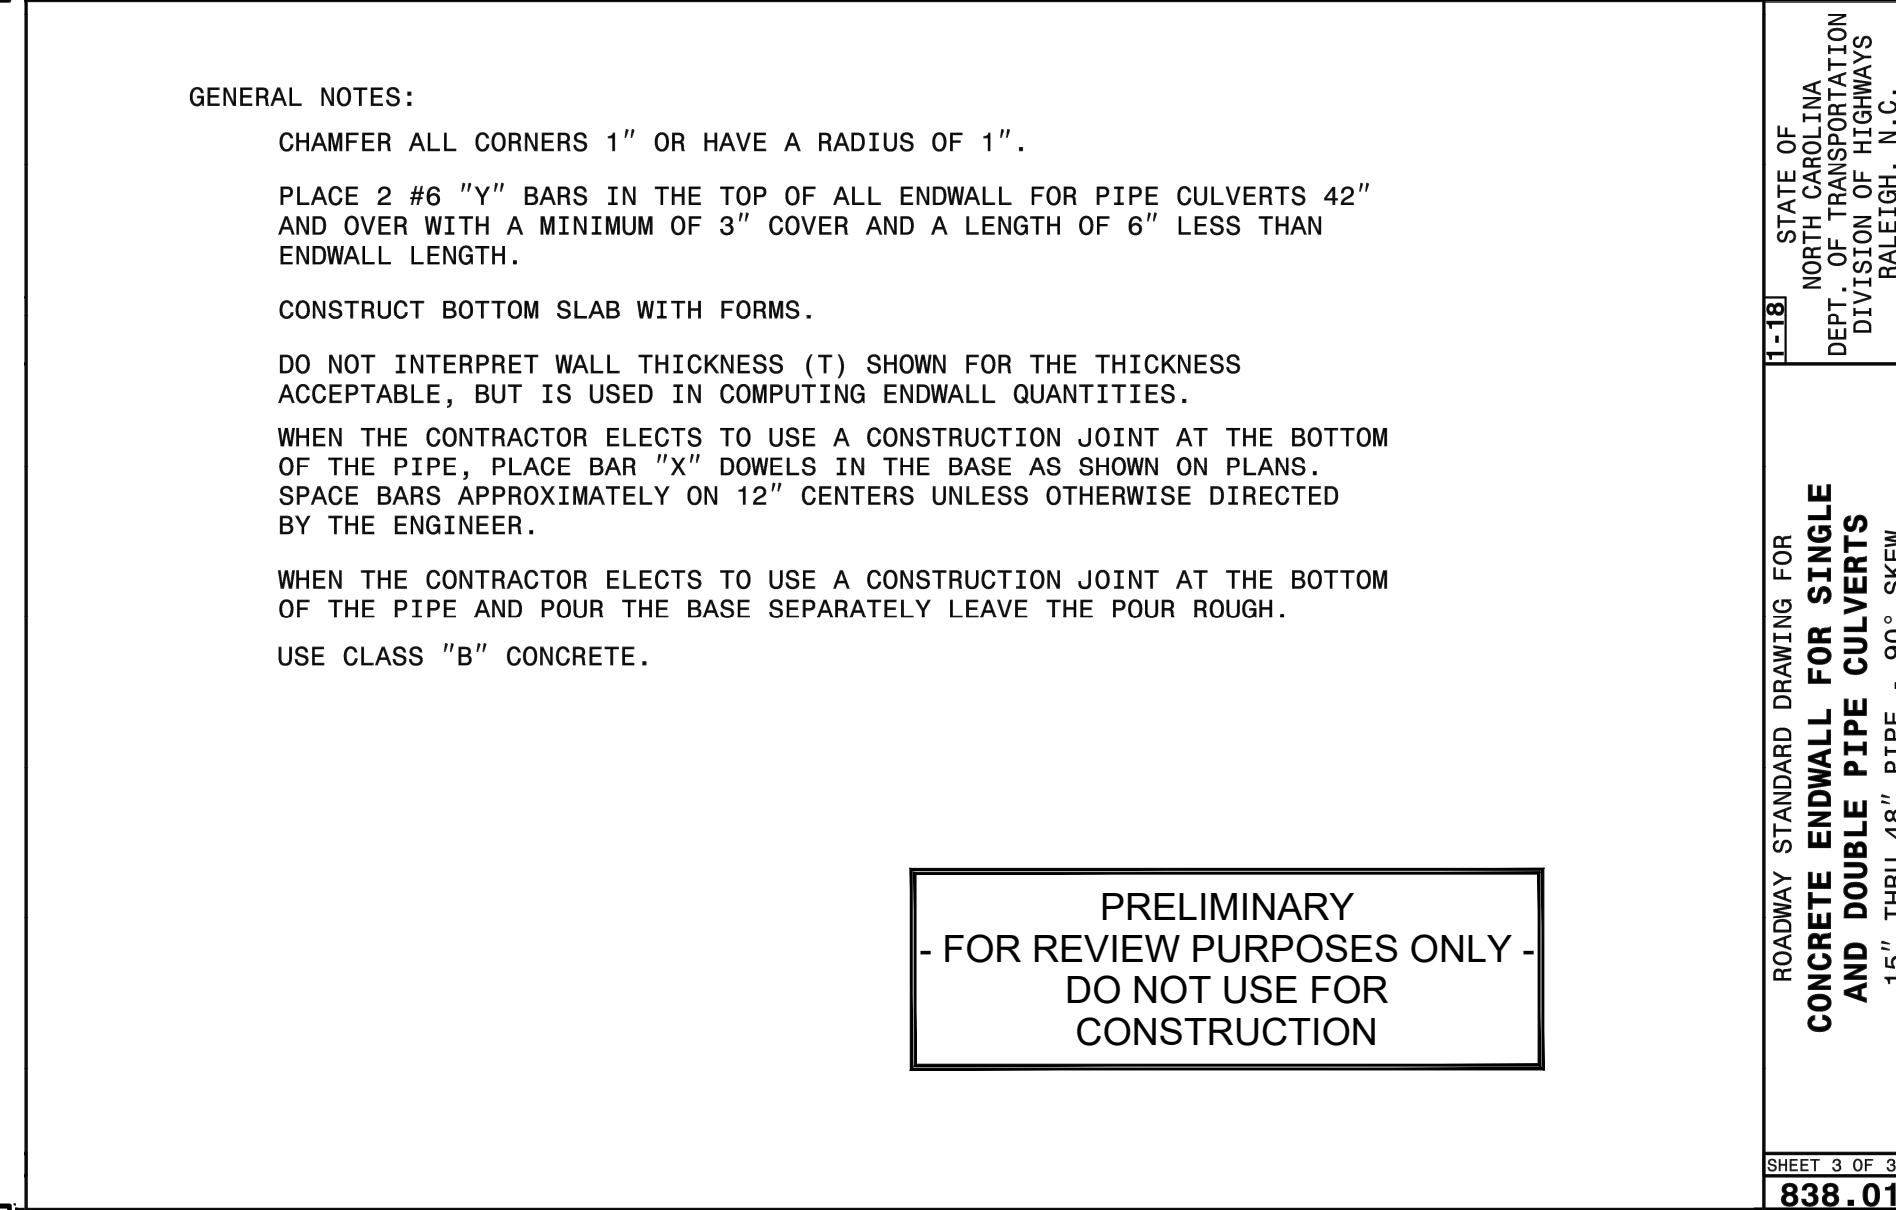 GENERAL NOTES:
CHAMFER ALL CORNERS 1" OR HAVE A RADIUS OF 1".
PLACE 2 #6 "Y" BARS IN THE TOP OF ALL ENDWALL FOR PIPE CULVERTS 42"
AND OVER WITH A MINIMUM OF 3" COVER AND A LENGTH OF 6" LESS THAN
ENDWALL LENGTH.
CONSTRUCT BOTTOM SLAB WITH FORMS.
DO NOT INTERPRET WALL THICKNESS (T) SHOWN FOR THE THICKNESS
ACCEPTABLE, BUT IS USED IN COMPUTING ENDWALL QUANTITIES.
WHEN THE CONTRACTOR ELECTS TO USE A CONSTRUCTION JOINT AT THE BOTTOM
OF THE PIPE, PLACE BAR "X" DOWELS IN THE BASE AS SHOWN ON PLANS.
SPACE BARS APPROXIMATELY ON 12" CENTERS UNLESS OTHERWISE DIRECTED
BY THE ENGINEER.
WHEN THE CONTRACTOR ELECTS TO USE A CONSTRUCTION JOINT AT THE BOTTOM
OF THE PIPE AND POUR THE BASE SEPARATELY LEAVE THE POUR ROUGH.
USE CLASS "B" CONCRETE.
PRELIMINARY
- FOR REVIEW PURPOSES ONLY -
DO NOT USE FOR
CONSTRUCTION
1-18
STATE OF
NORTH CAROLINA
DEPT. OF TRANSPORTATION
DIVISION OF HIGHWAYS
RALEIGH, N.C.
ROADWAY STANDARD DRAWING FOR
CONCRETE ENDWALL FOR SINGLE
AND DOUBLE PIPE CULVERTS
15" THRU 48" PIPE - 90° SKEW
SHEET 3 OF 3
838.01